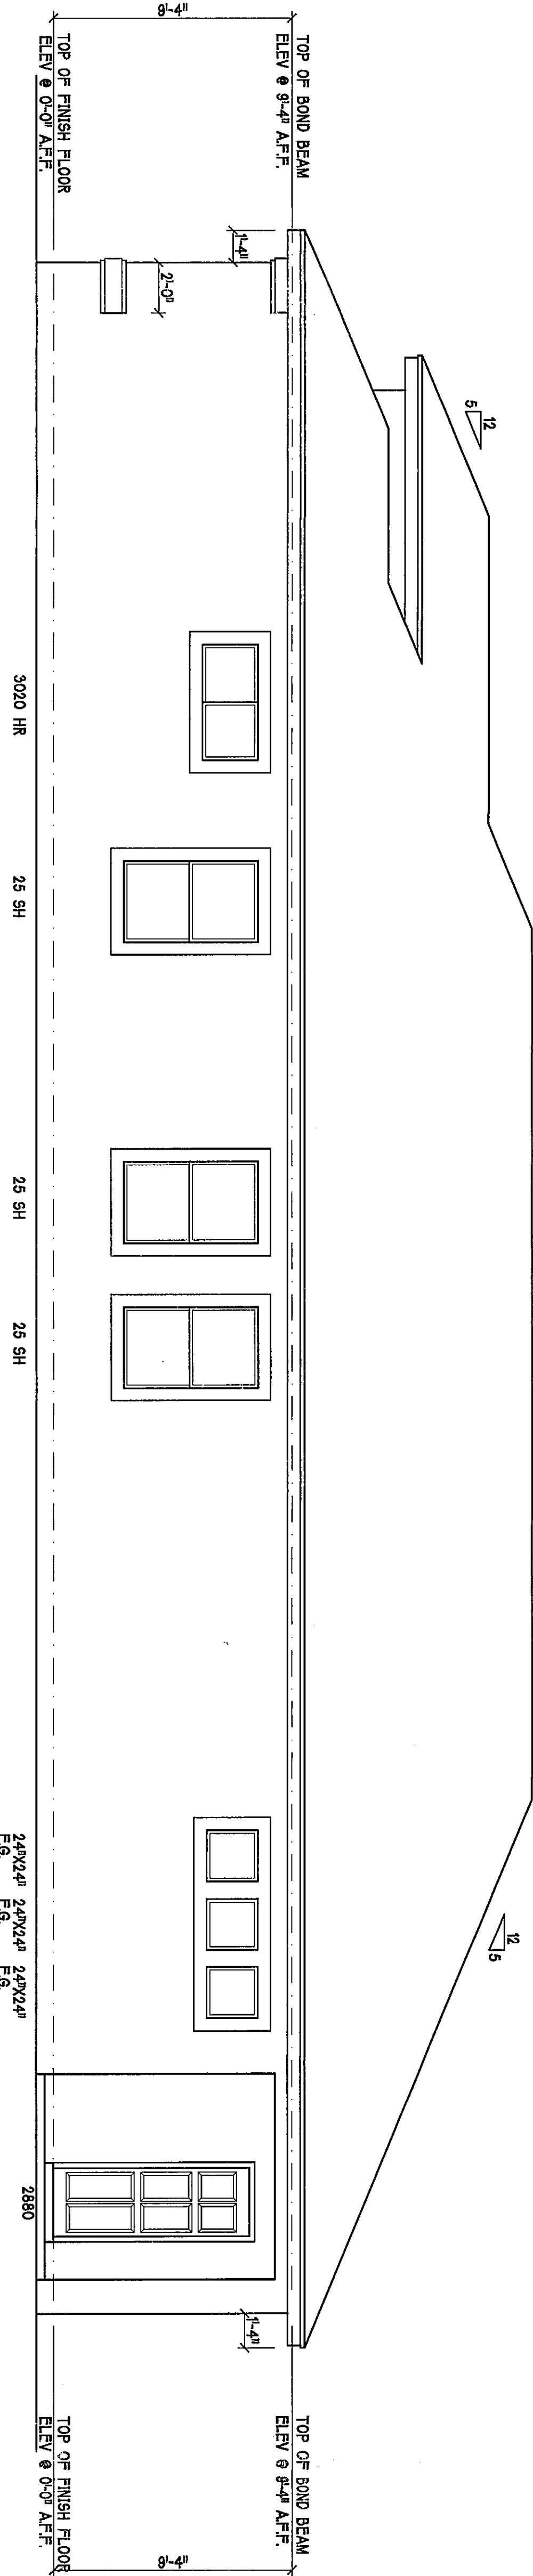 9'-4"
TOP OF BOND BEAM
ELEV @ 9'-4" A.F.F.
TOP OF FINISH FLOOR
ELEV @ 0'-0" A.F.F.
1'-4"
2'-0"
12
5
3020 HR
25 SH
25 SH
25 SH
24"X24" 24"X24" 24"X24"
F.G. F.G. F.G.
2880
12
5
1'-4"
TOP OF BOND BEAM
ELEV @ 9'-4" A.F.F.
TOP OF FINISH FLOOR
ELEV @ 0'-0" A.F.F.
9'-4"